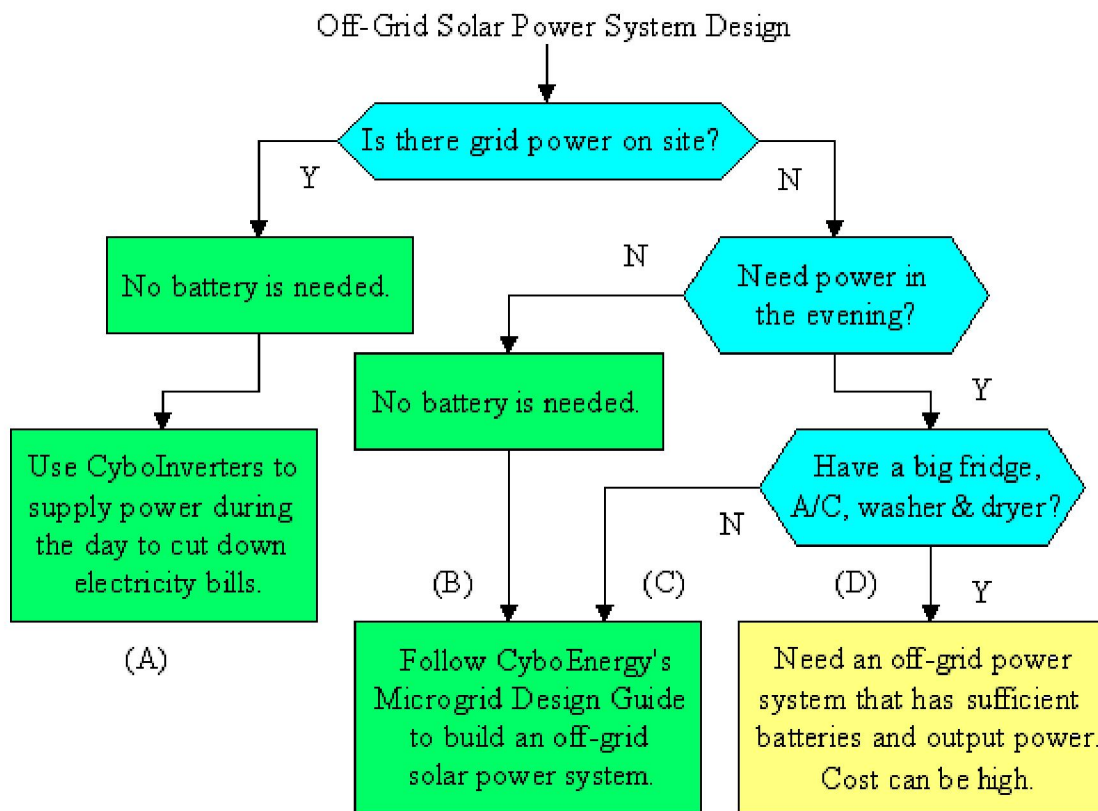 Off-Grid Solar Power System Design
Is there grid power on site?
Y
N
No battery is needed.
N
Need power in
the evening?
No battery is needed.
Y
Use CyboInverters to
supply power during
the day to cut down
electricity bills.
Have a big fridge,
A/C, washer & dryer?
N
(B)
(C)
(D)
Y
(A)
Follow CyboEnergy's
Microgrid Design Guide
to build an off-grid
solar power system.
Need an off-grid power
system that has sufficient
batteries and output power.
Cost can be high.